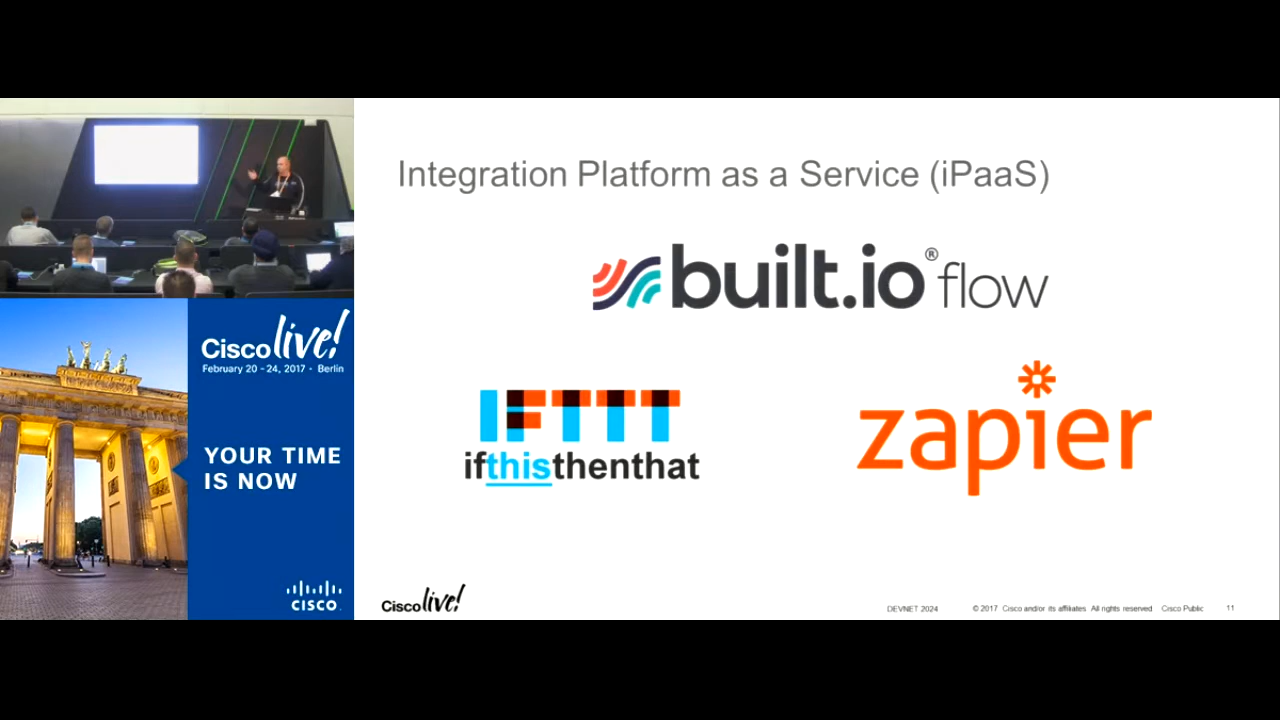 Integration Platform as a Service (iPaaS)
built.io® flow
IFTTT
ifthisthenthat
zapier
Cisco live!
February 20 - 24, 2017 • Berlin
YOUR TIME
IS NOW
CISCO
Cisco live!
DEVNET 2024 © 2017 Cisco and/or its affiliates All rights reserved Cisco Public 11